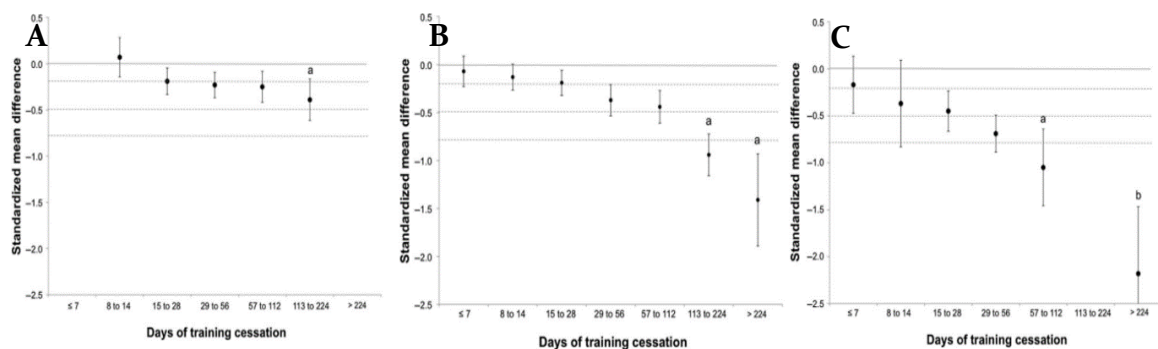 A
Standardized mean difference
0.5
0.0
−0.5
−1.0
−1.5
−2.0
−2.5
a
≤ 7 8 to 14 15 to 28 29 to 56 57 to 112 113 to 224 > 224
Days of training cessation
B
Standardized mean difference
0.5
0.0
−0.5
−1.0
−1.5
−2.0
−2.5
a
a
≤ 7 8 to 14 15 to 28 29 to 56 57 to 112 113 to 224 > 224
Days of training cessation
C
Standardized mean difference
0.5
0.0
−0.5
−1.0
−1.5
−2.0
−2.5
a
b
≤ 7 8 to 14 15 to 28 29 to 56 57 to 112 113 to 224 > 224
Days of training cessation